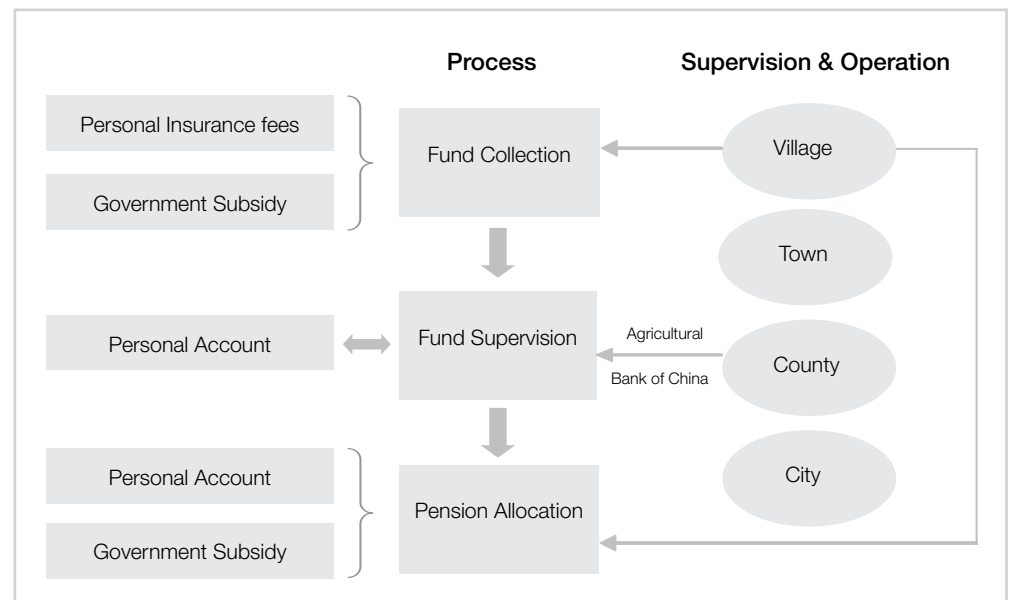 Process
Supervision & Operation
Personal Insurance fees
Government Subsidy
Fund Collection
Village
Town
Personal Account
Fund Supervision
Agricultural
Bank of China
County
Personal Account
Government Subsidy
Pension Allocation
City